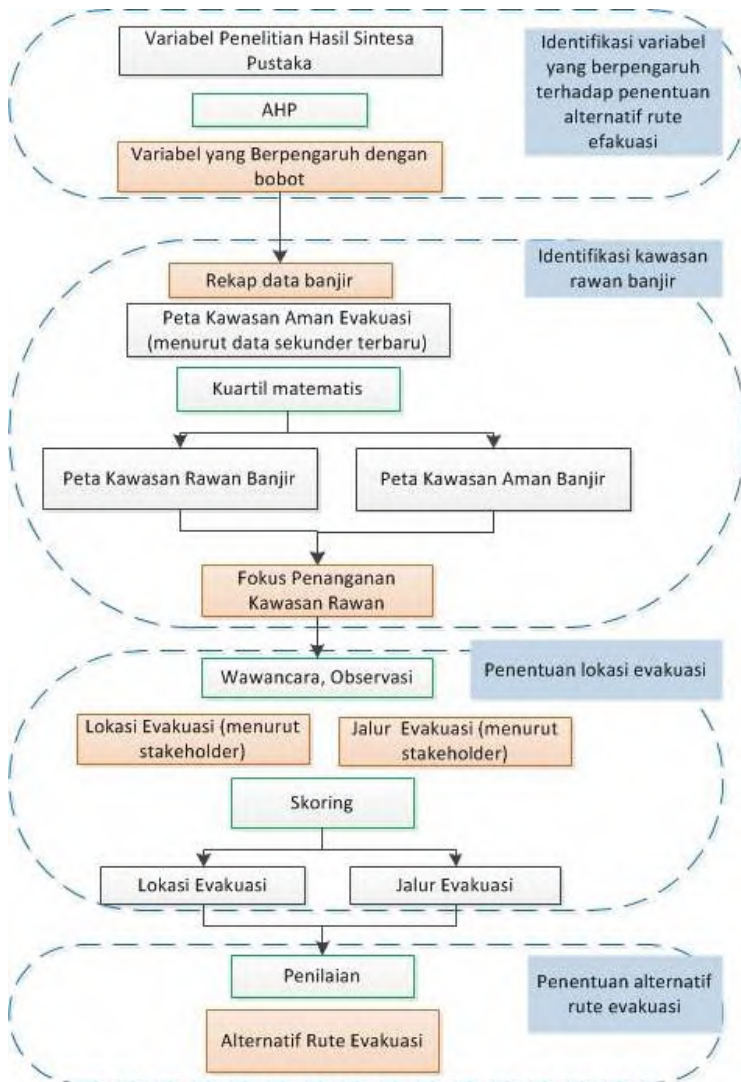 Variabel Penelitian Hasil Sintesa
Pustaka
Identifikasi variabel
yang berpengaruh
terhadap penentuan
alternatif rute
efakuasi
AHP
Variabel yang Berpengaruh dengan
bobot
Identifikasi kawasan
rawan banjir
Rekap data banjir
Peta Kawasan Aman Evakuasi
(menurut data sekunder terbaru)
Kuartil matematis
Peta Kawasan Rawan Banjir
Peta Kawasan Aman Banjir
Fokus Penanganan
Kawasan Rawan
Wawancara, Observasi
Penentuan lokasi evakuasi
Lokasi Evakuasi (menurut
stakeholder)
Jalur Evakuasi (menurut
stakeholder)
Skoring
Lokasi Evakuasi
Jalur Evakuasi
Penilaian
Penentuan alternatif
rute evakuasi
Alternatif Rute Evakuasi